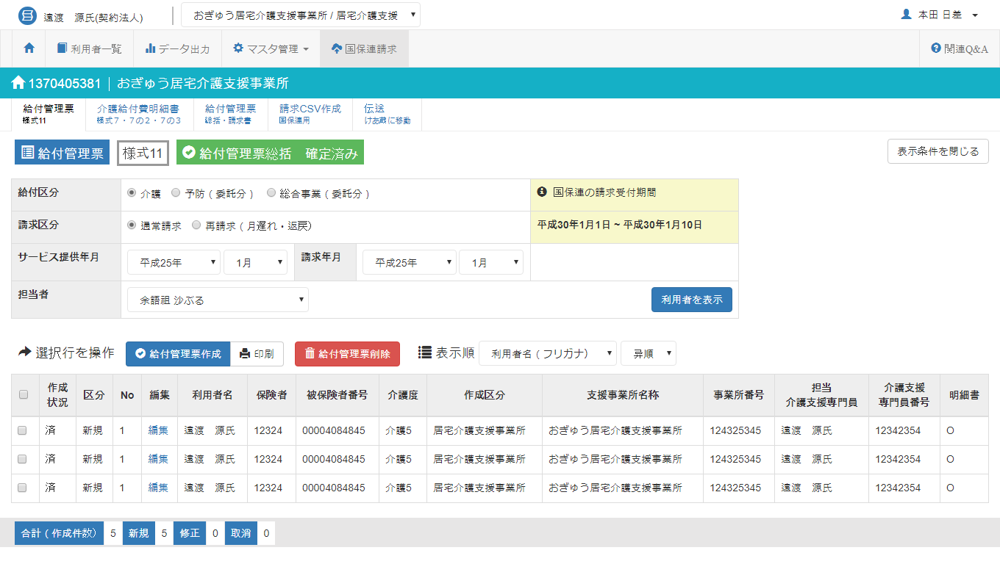 遠渡　源氏(契約法人)
おぎゅう居宅介護支援事業所 / 居宅介護支援
本田 日差
利用者一覧
データ出力
マスタ管理
国保連請求
関連Q&A
1370405381 | おぎゅう居宅介護支援事業所
給付管理票
様式11
介護給付費明細書
様式７・７の２・７の３
給付管理票
総括・請求書
請求CSV作成
国保連用
伝送
けあ蔵に移動
給付管理票
様式11
給付管理票総括　確定済み
表示条件を閉じる
給付区分
介護
予防（委託分）
総合事業（委託分）
国保連の請求受付期間
請求区分
通常請求
再請求（月遅れ・返戻）
平成30年1月1日 ~ 平成30年1月10日
サービス提供年月
平成25年
1月
請求年月
平成25年
1月
担当者
余語祖 沙ぶる
利用者を表示
選択行を操作
給付管理票作成
印刷
給付管理票削除
表示順
利用者名（フリガナ）
昇順
作成状況 区分 No 編集 利用者名 保険者 被保険者番号 介護度 作成区分 支援事業所名称 事業所番号 担当介護支援専門員 介護支援専門員番号 明細書
済 新規 1 編集 遠渡　源氏 12324 00004084845 介護5 居宅介護支援事業所 おぎゅう居宅介護支援事業所 124325345 遠渡　源氏 12342354 O
済 新規 1 編集 遠渡　源氏 12324 00004084845 介護5 居宅介護支援事業所 おぎゅう居宅介護支援事業所 124325345 遠渡　源氏 12342354 O
済 新規 1 編集 遠渡　源氏 12324 00004084845 介護5 居宅介護支援事業所 おぎゅう居宅介護支援事業所 124325345 遠渡　源氏 12342354 O
合計（作成件数） 5 新規 5 修正 0 取消 0